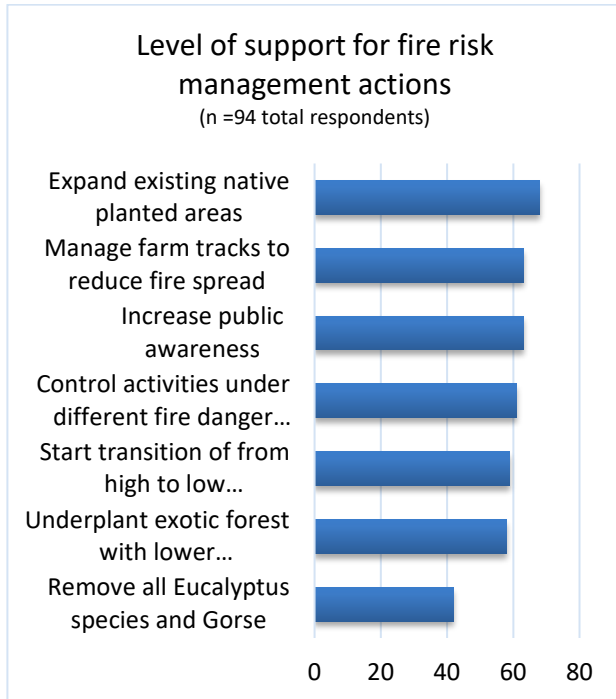 Level of support for fire risk
management actions
(n =94 total respondents)
Expand existing native
planted areas
Manage farm tracks to
reduce fire spread
Increase public
awareness
Control activities under
different fire danger...
Start transition of from
high to low...
Underplant exotic forest
with lower...
Remove all Eucalyptus
species and Gorse
0 20 40 60 80